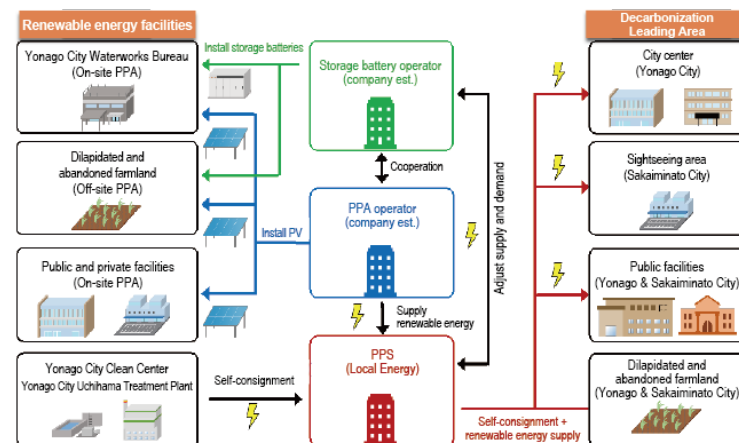 Renewable energy facilities
Yonago City Waterworks Bureau
(On-site PPA)
Dilapidated and
abandoned farmland
(Off-site PPA)
Public and private facilities
(On-site PPA)
Yonago City Clean Center
Yonago City Uchihama Treatment Plant
Install storage batteries
Install PV
Self-consignment
Storage battery operator
(company est.)
Cooperation
PPA operator
(company est.)
Supply
renewable energy
PPS
(Local Energy)
Adjust supply and demand
Self-consignment +
renewable energy supply
Decarbonization
Leading Area
City center
(Yonago City)
Sightseeing area
(Sakaiminato City)
Public facilities
(Yonago & Sakaiminato City)
Dilapidated and
abandoned farmland
(Yonago & Sakaiminato City)